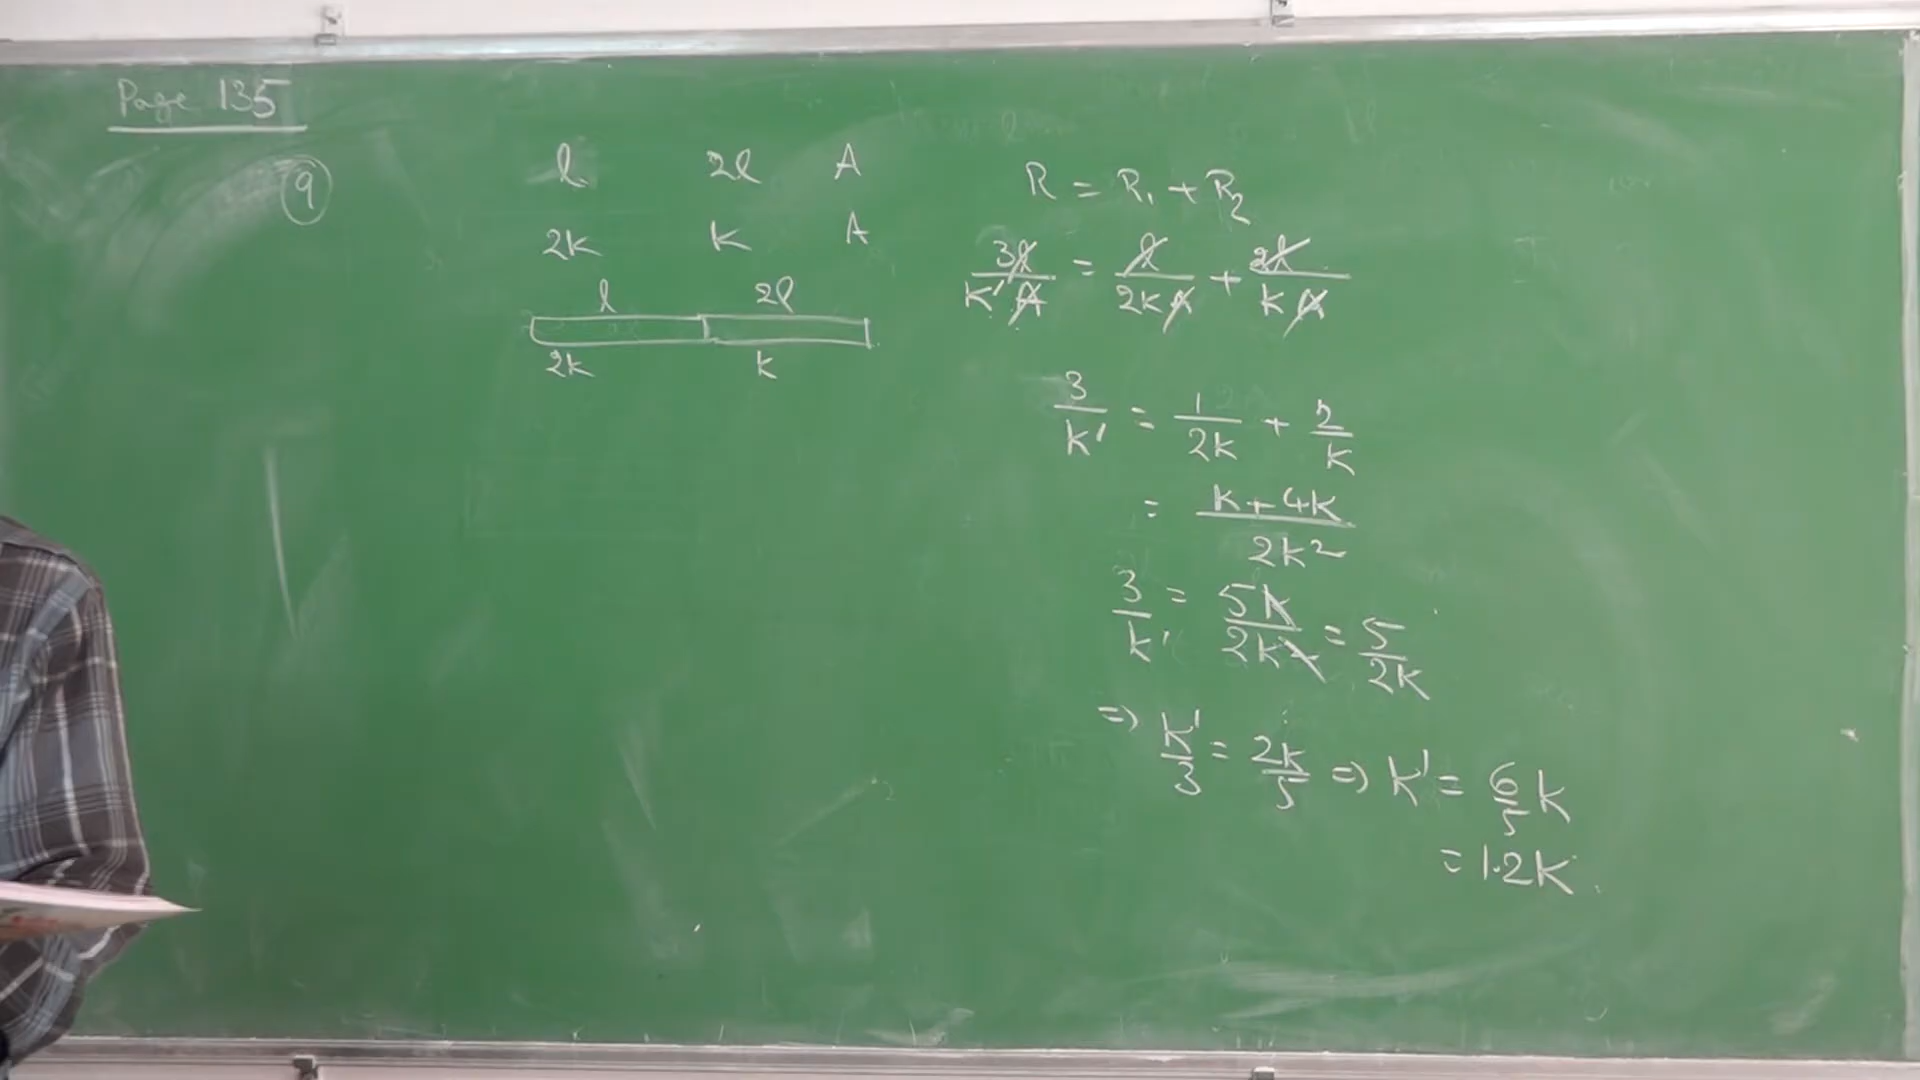 Page 135
9
l 2l A
2K K A
l 2l
2K K
R = R₁ + R₂
3l/K'A = l/2KA + 2l/KA
3/K' = 1/2K + 2/K
= K + 4K/2K²
3/K' = 5K/2K² = 5/2K
=> K'/3 = 2K/5 => K' = 6/5 K
= 1.2K.